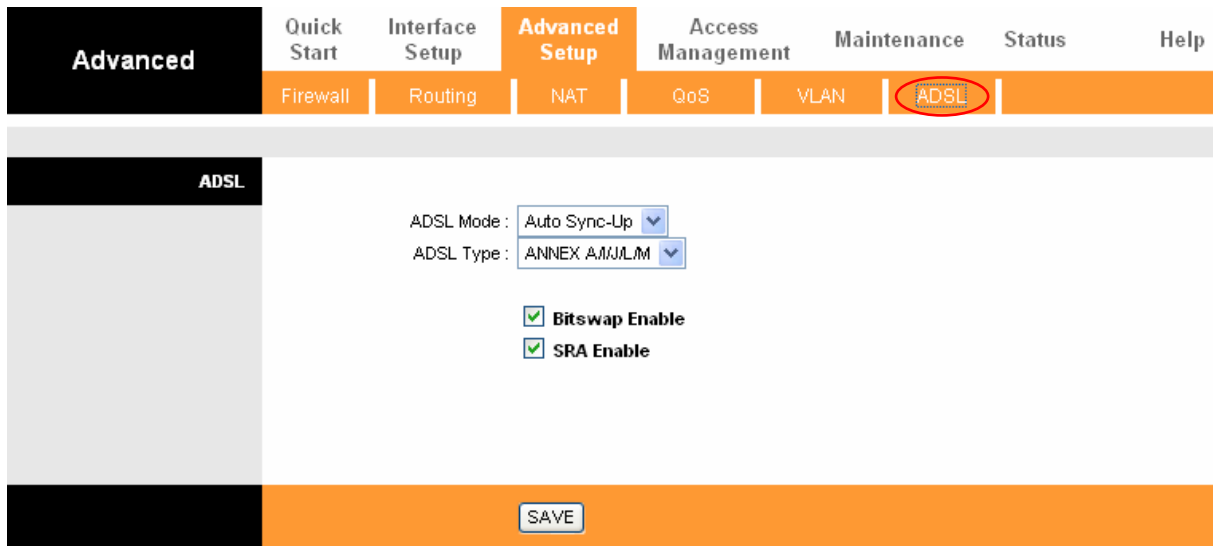 Advanced
Quick Start
Interface Setup
Advanced Setup
Access Management
Maintenance
Status
Help
Firewall
Routing
NAT
QoS
VLAN
ADSL
ADSL
ADSL Mode : Auto Sync-Up
ADSL Type : ANNEX A/I/J/L/M
Bitswap Enable
SRA Enable
SAVE